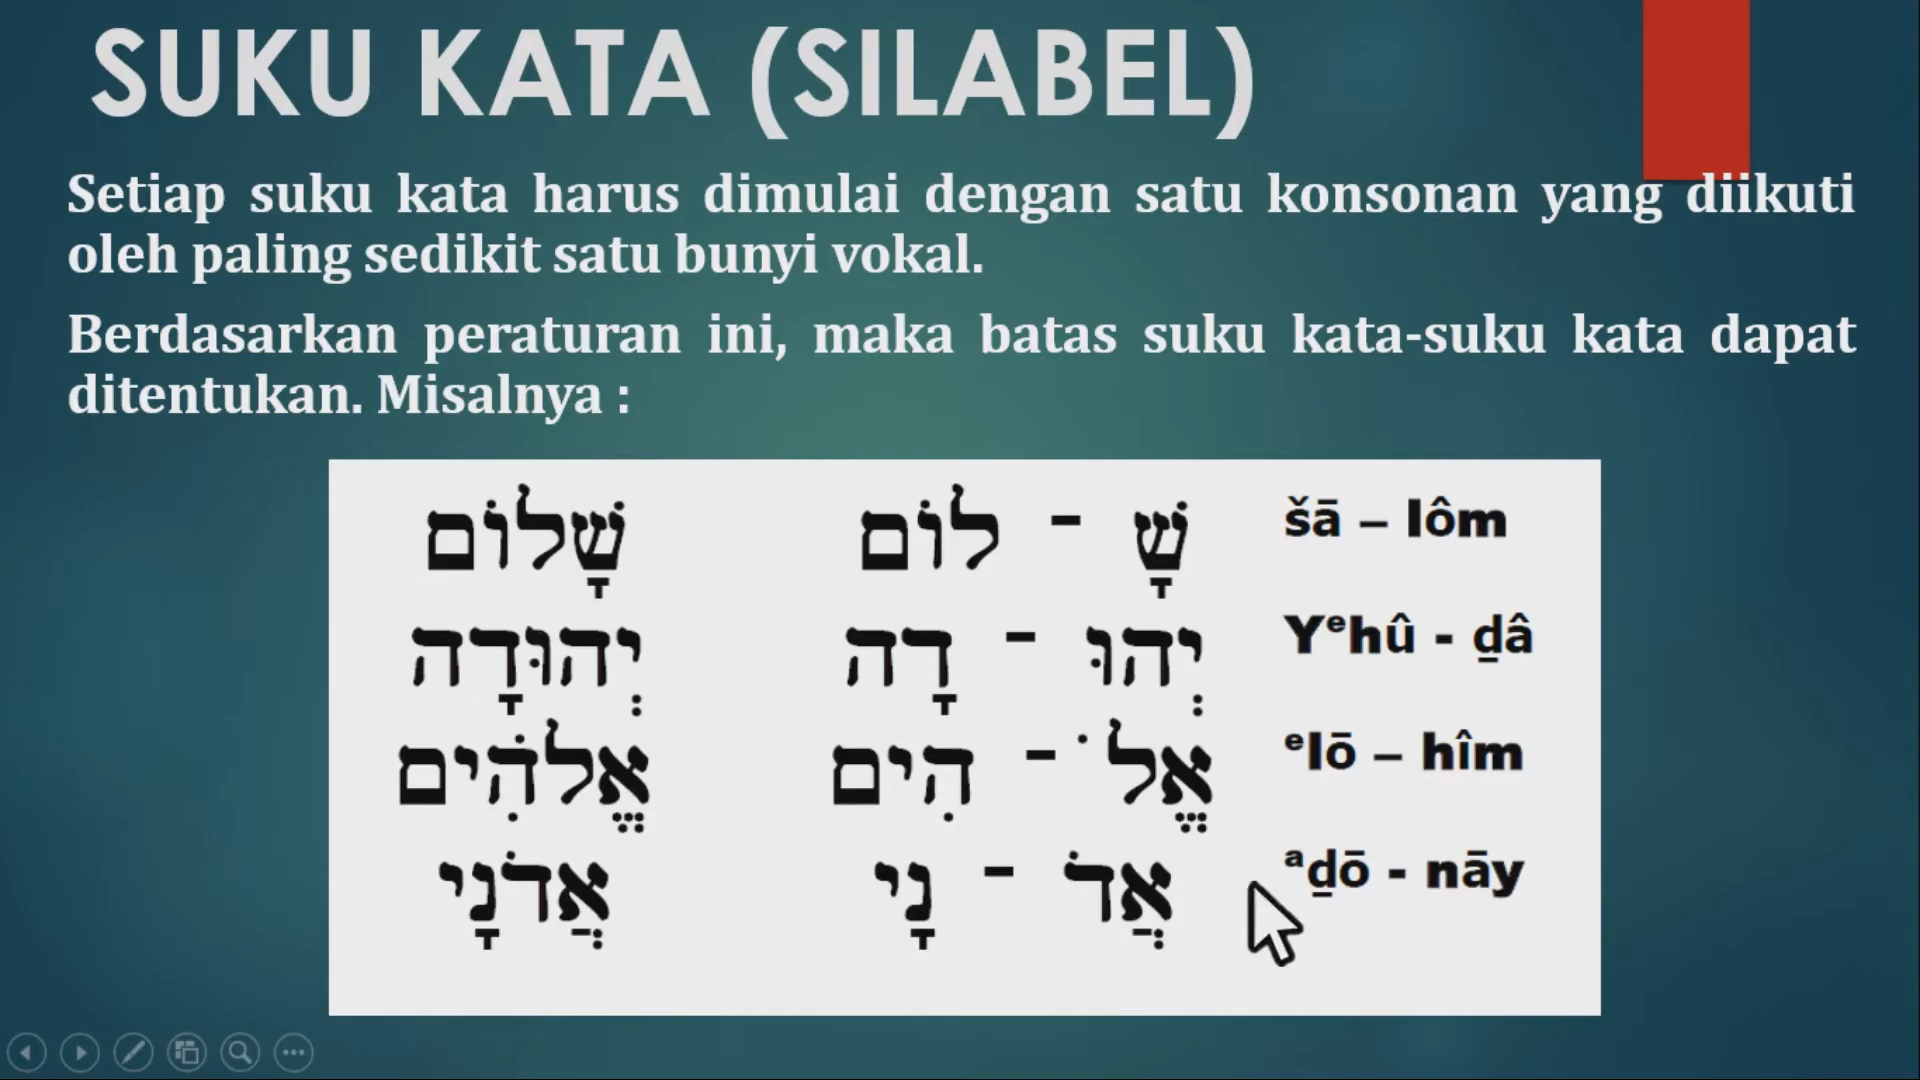 SUKU KATA (SILABEL)
Setiap suku kata harus dimulai dengan satu konsonan yang diikuti
oleh paling sedikit satu bunyi vokal.
Berdasarkan peraturan ini, maka batas suku kata-suku kata dapat
ditentukan. Misalnya :
שָׁלוֹם שָׁ - לוֹם šā – lôm
יְהוּדָה יְהוּ - דָה Yᵉhû - ḏâ
אֱלֹהִים אֱלֹ - הִים ᵉlō – hîm
אֲדֹנָי אֲדֹ - נָי ᵃḏō - nāy